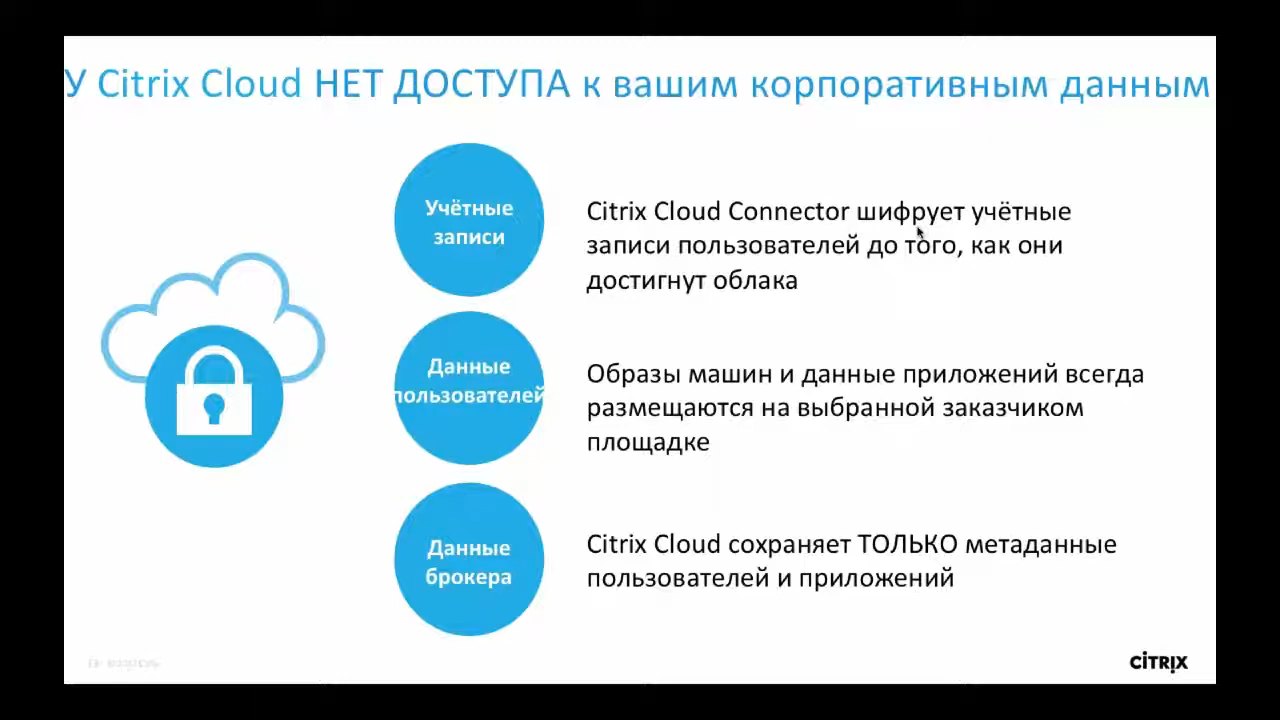 У Citrix Cloud НЕТ ДОСТУПА к вашим корпоративным данным
Учётные
записи
Citrix Cloud Connector шифрует учётные
записи пользователей до того, как они
достигнут облака
Данные
пользователей
Образы машин и данные приложений всегда
размещаются на выбранной заказчиком
площадке
Данные
брокера
Citrix Cloud сохраняет ТОЛЬКО метаданные
пользователей и приложений
CITRIX